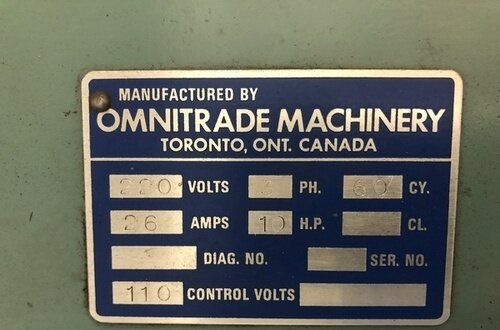 MANUFACTURED BY
OMNITRADE MACHINERY
TORONTO, ONT. CANADA
220 VOLTS 3 PH. 60 CY.
26 AMPS 10 H.P. CL.
DIAG. NO. SER. NO.
110 CONTROL VOLTS